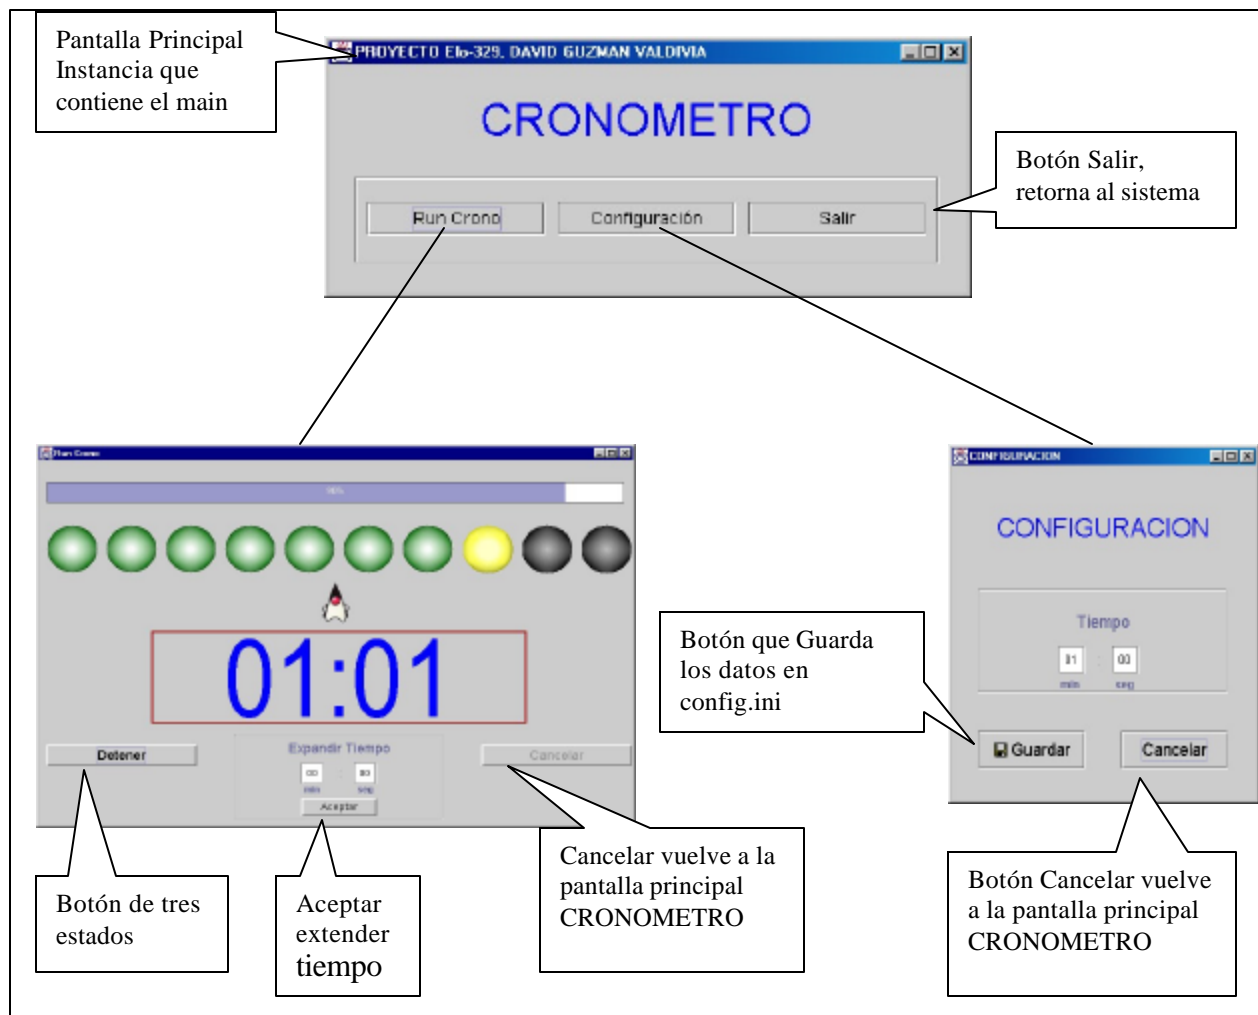 Pantalla Principal
Instancia que
contiene el main
PROYECTO Elo-329. DAVID GUZMAN VALDIVIA
CRONOMETRO
Run Crono
Configuración
Salir
Botón Salir,
retorna al sistema
Run Crono
01:01
Detener
Expandir Tiempo
min
seg
Aceptar
Cancelar
CONFIGURACION
CONFIGURACION
Tiempo
01 : 00
min
seg
Guardar
Cancelar
Botón que Guarda
los datos en
config.ini
Botón de tres
estados
Aceptar
extender
tiempo
Cancelar vuelve a la
pantalla principal
CRONOMETRO
Botón Cancelar vuelve
a la pantalla principal
CRONOMETRO